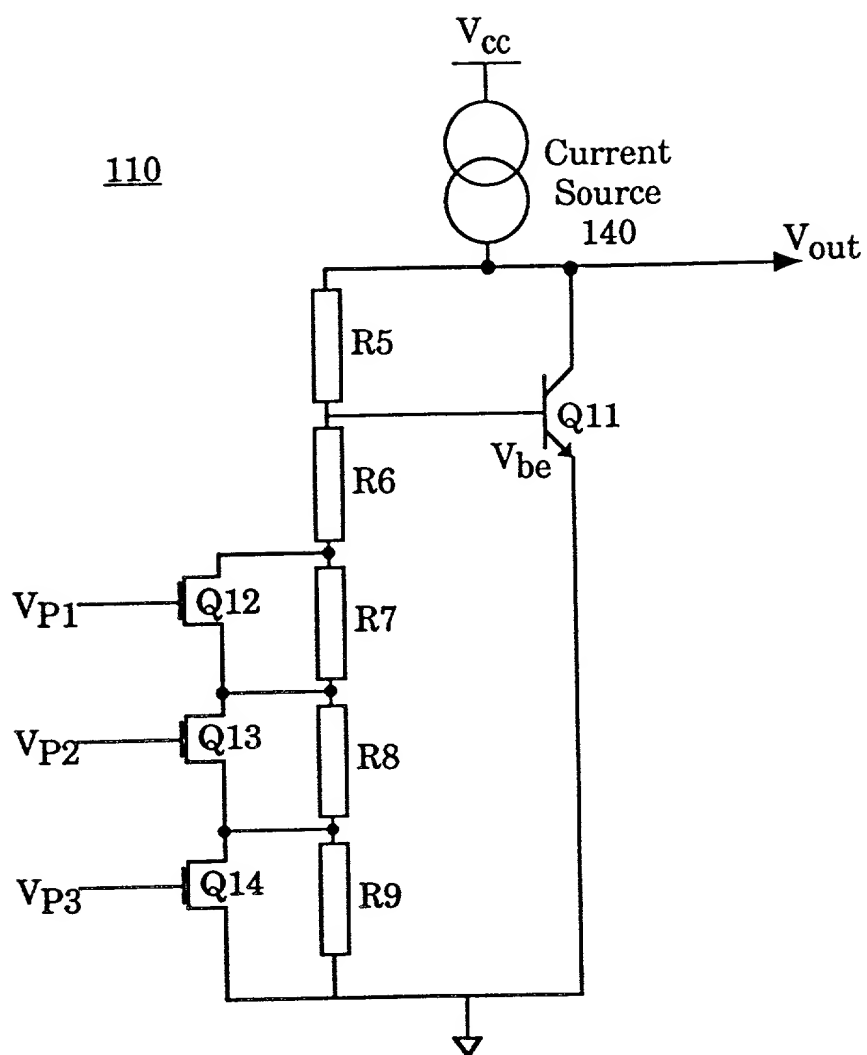 Vcc
110
Current
Source
140
Vout
R5
Q11
Vbe
R6
VP1
Q12
R7
VP2
Q13
R8
VP3
Q14
R9